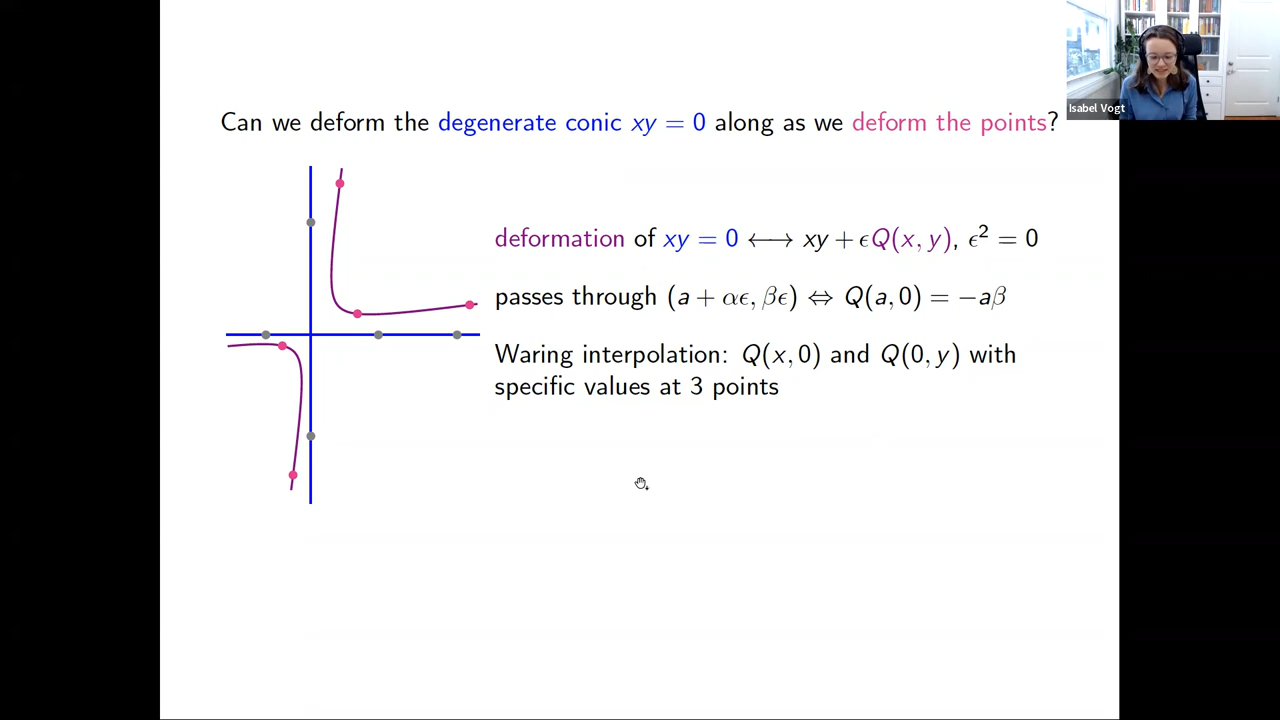 Isabel Vogt
Can we deform the degenerate conic xy = 0 along as we deform the points?
deformation of xy = 0 ⟷ xy + ϵQ(x, y), ϵ² = 0
passes through (a + αϵ, βϵ) ⇔ Q(a, 0) = −aβ
Waring interpolation: Q(x, 0) and Q(0, y) with
specific values at 3 points